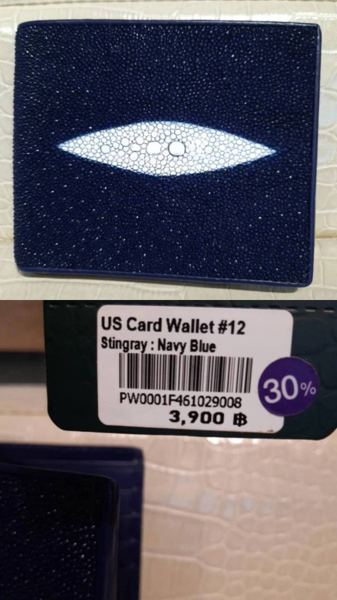 US Card Wallet #12
Stingray : Navy Blue
30%
PW0001F461029008
3,900 ฿